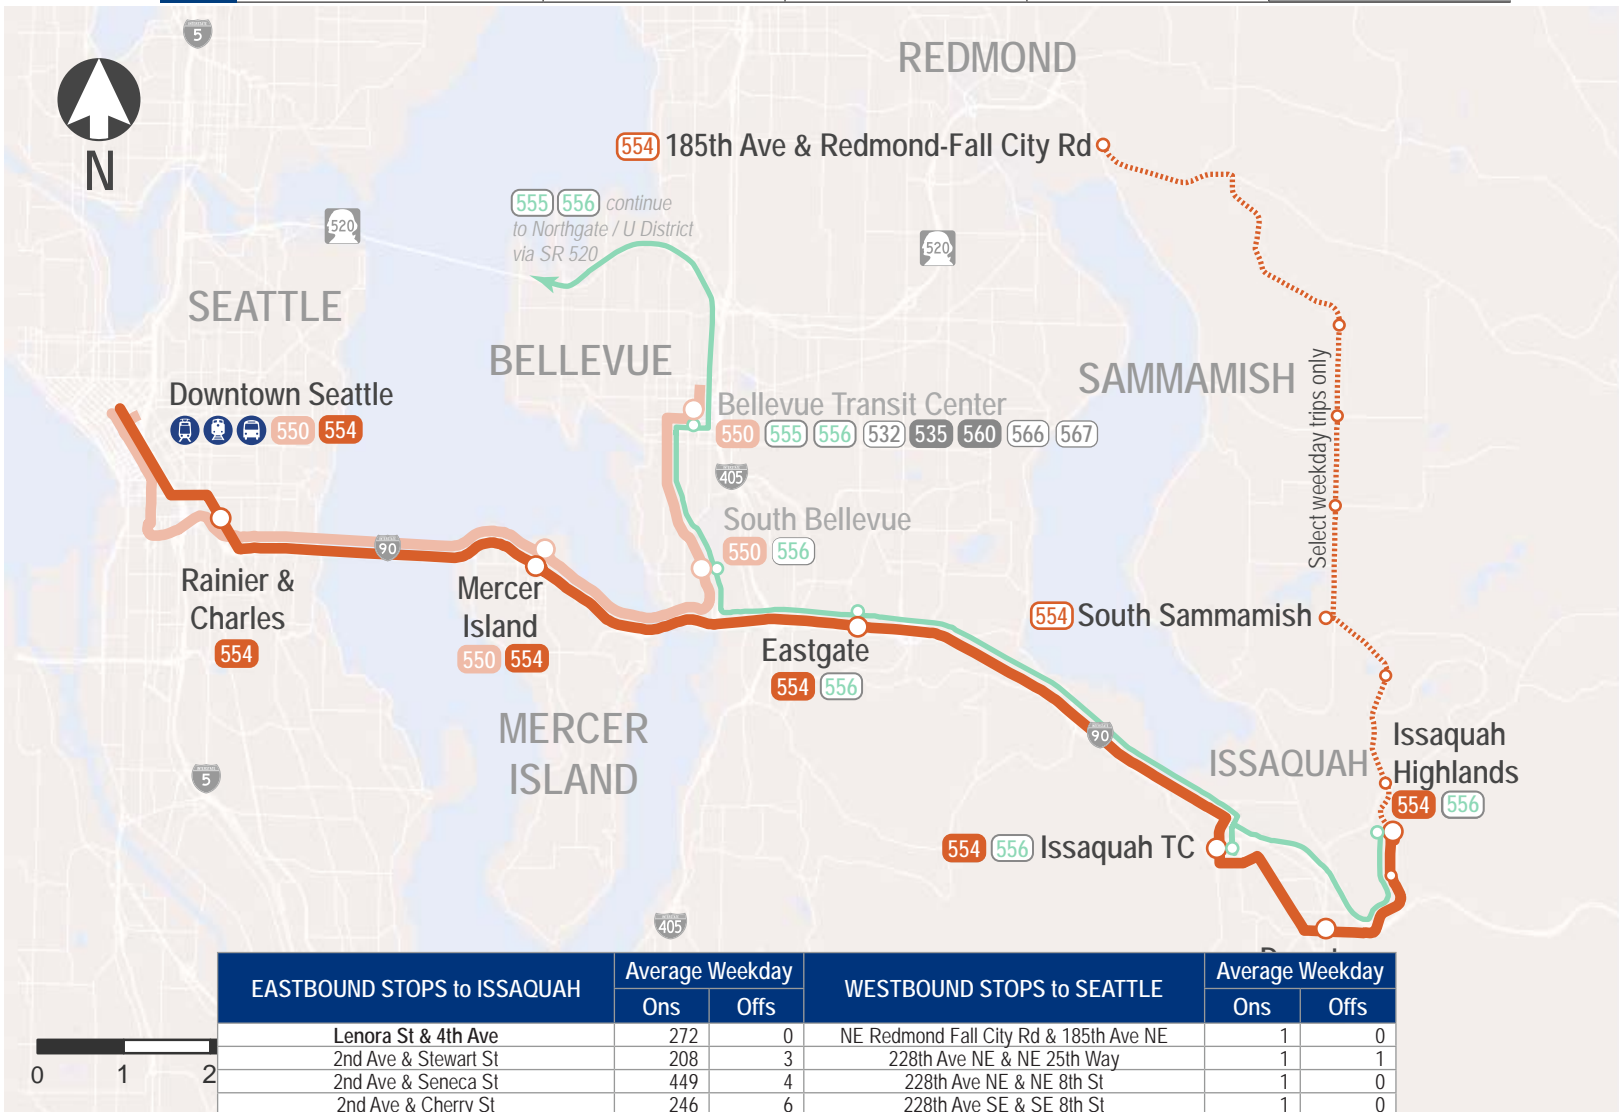 5
REDMOND
N
554 185th Ave & Redmond-Fall City Rd
555 556 continue
to Northgate / U District
via SR 520
520
520
SEATTLE
BELLEVUE
SAMMAMISH
Select weekday trips only
Downtown Seattle
550 554
Bellevue Transit Center
550 555 556 532 535 560 566 567
405
South Bellevue
550 556
90
Rainier &
Charles
554
Mercer
Island
550 554
554 South Sammamish
Eastgate
554 556
MERCER
ISLAND
90
5
ISSAQUAH
Issaquah
Highlands
554 556
554 556 Issaquah TC
405
EASTBOUND STOPS to ISSAQUAH Average Weekday WESTBOUND STOPS to SEATTLE Average Weekday
Ons Offs Ons Offs
Lenora St & 4th Ave 272 0 NE Redmond Fall City Rd & 185th Ave NE 1 0
2nd Ave & Stewart St 208 3 228th Ave NE & NE 25th Way 1 1
2nd Ave & Seneca St 449 4 228th Ave NE & NE 8th St 1 0
2nd Ave & Cherry St 246 6 228th Ave SE & SE 8th St 1 0
0 1 2